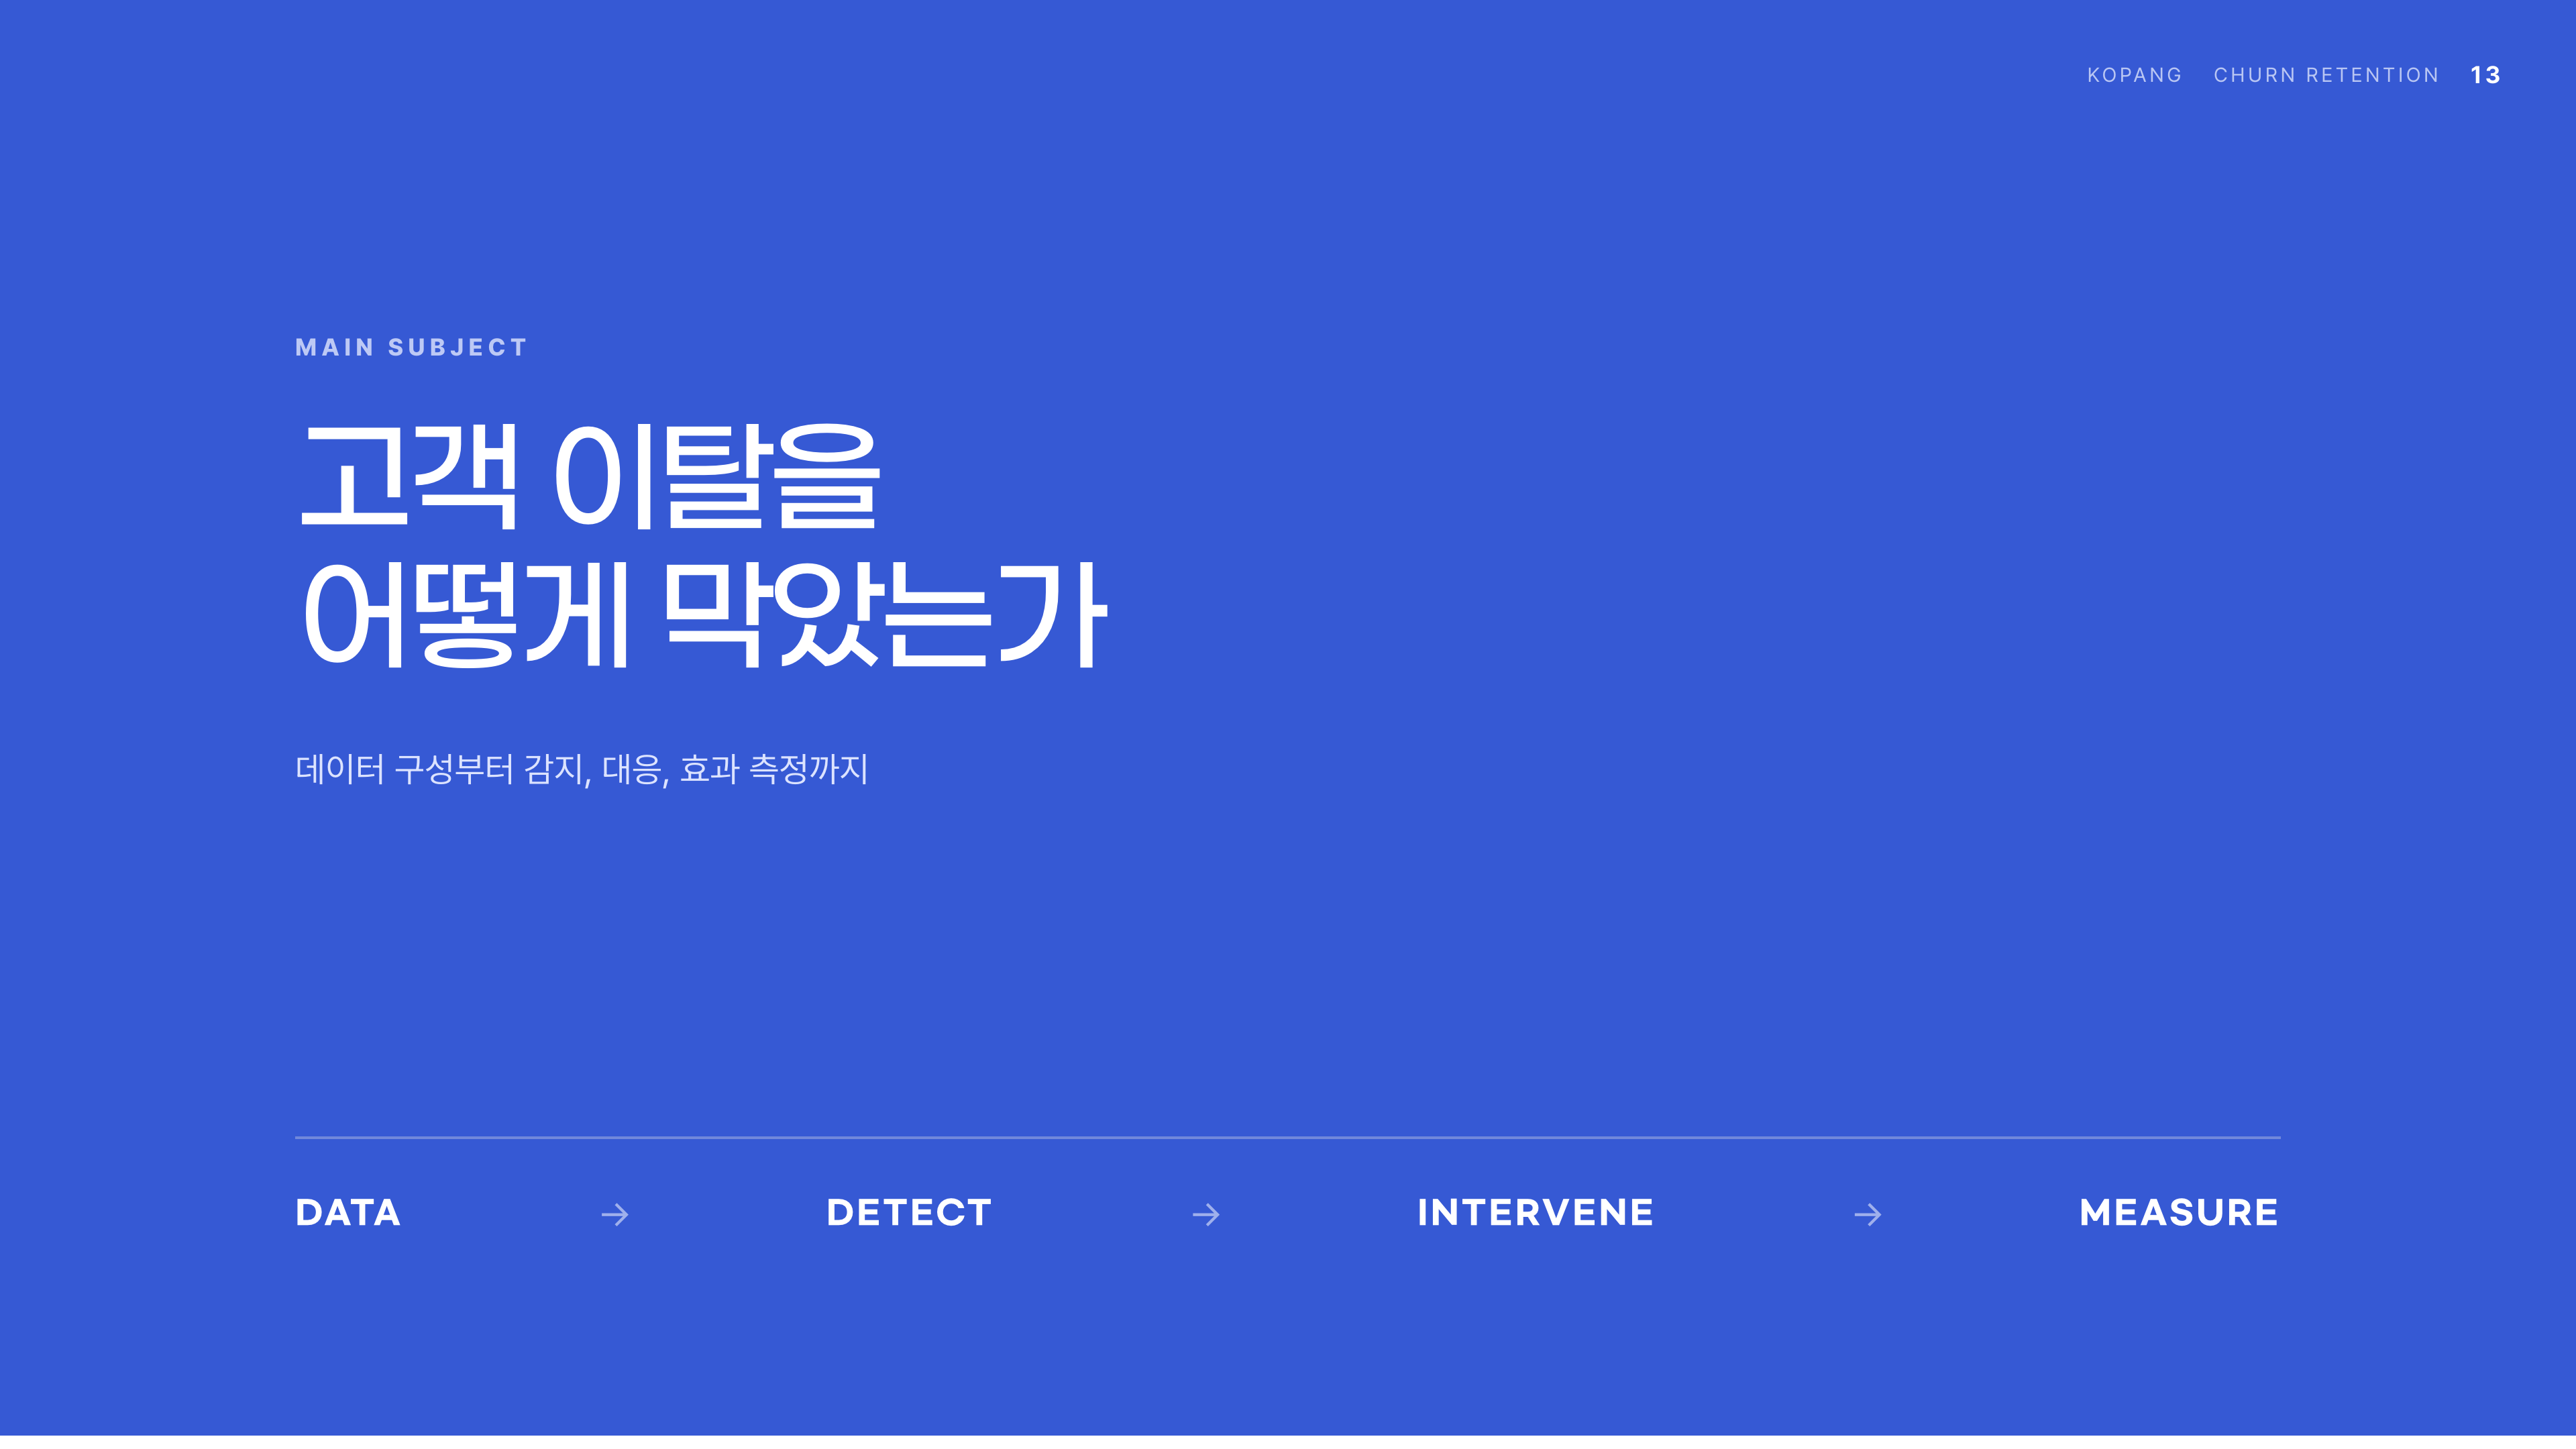 KOPANG CHURN RETENTION 13
MAIN SUBJECT
고객 이탈을
어떻게 막았는가
데이터 구성부터 감지, 대응, 효과 측정까지
DATA → DETECT → INTERVENE → MEASURE